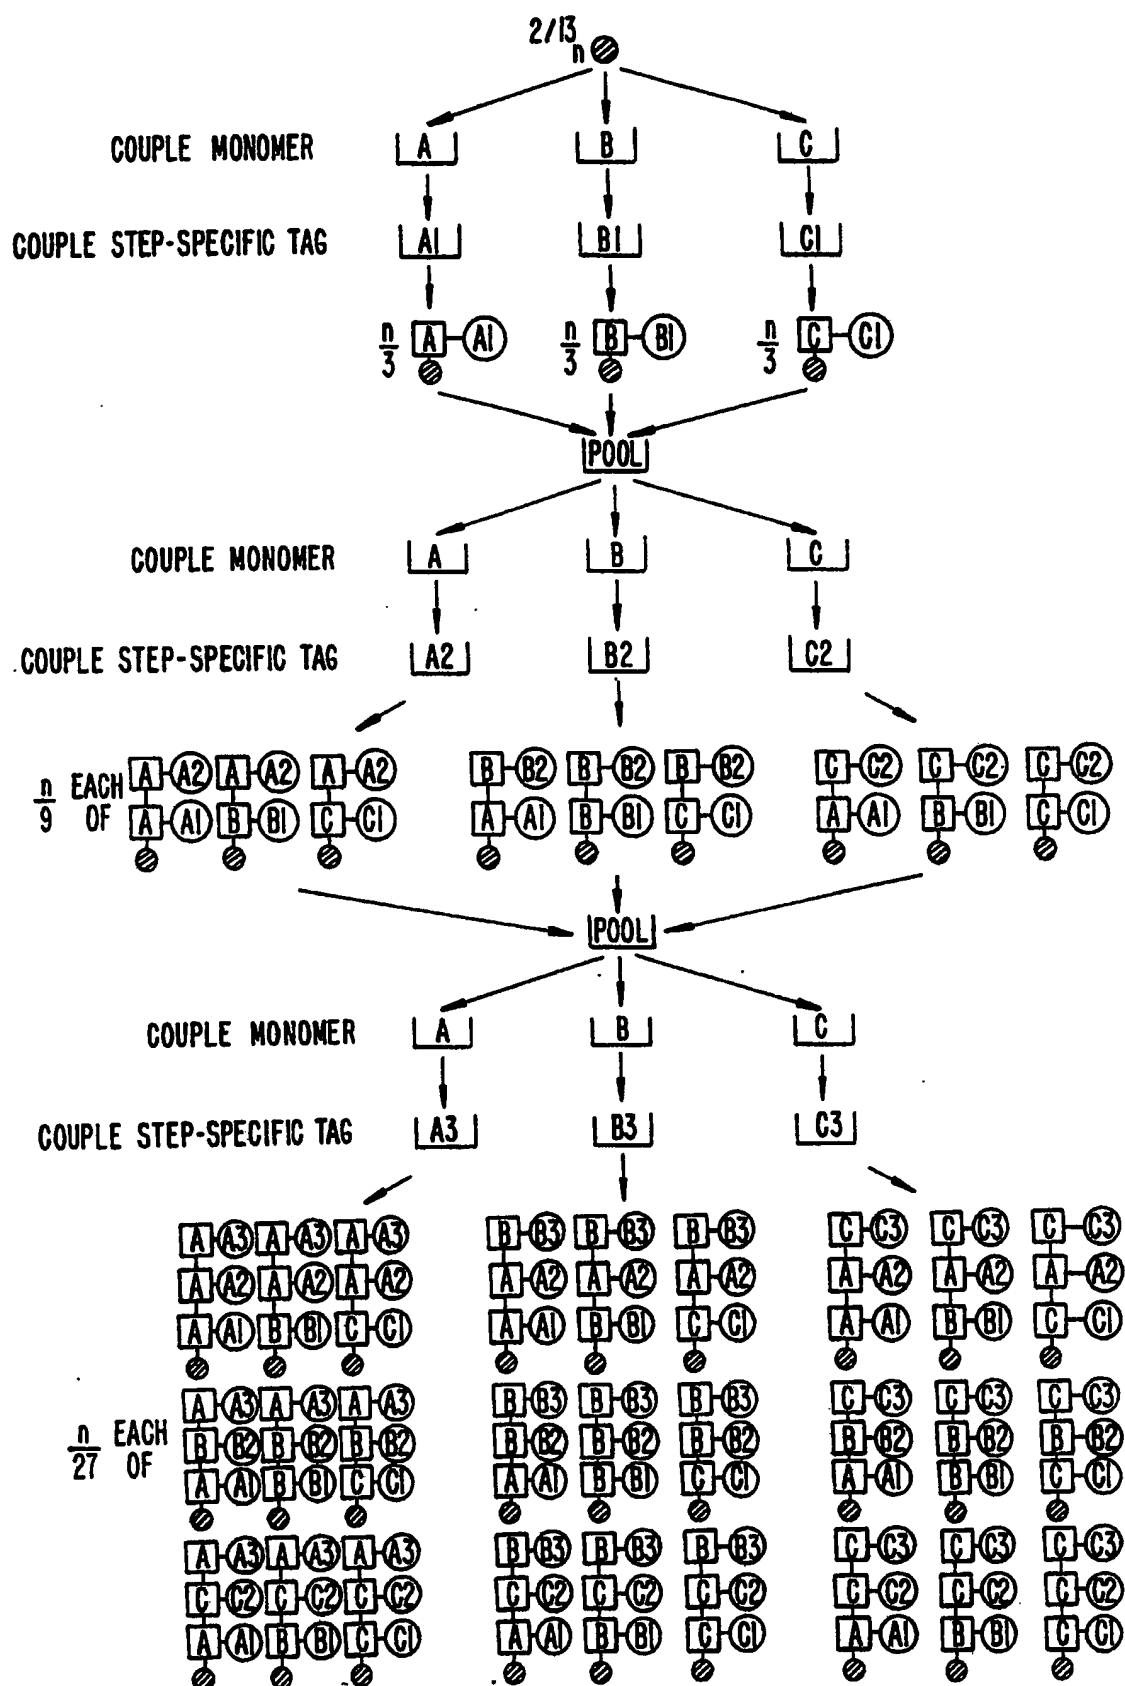 2/13
n
COUPLE MONOMER A B C
COUPLE STEP-SPECIFIC TAG A1 B1 C1
n/3 A A1 n/3 B B1 n/3 C C1
POOL
COUPLE MONOMER A B C
COUPLE STEP-SPECIFIC TAG A2 B2 C2
n/9 EACH OF
A A2 A A2 A A2 B B2 B B2 B B2 C C2 C C2 C C2
A A1 B B1 C C1 A A1 B B1 C C1 A A1 B B1 C C1
POOL
COUPLE MONOMER A B C
COUPLE STEP-SPECIFIC TAG A3 B3 C3
A A3 A A3 A A3 B B3 B B3 B B3 C C3 C C3 C C3
A A2 A A2 A A2 A A2 A A2 A A2 A A2 A A2 A A2
A A1 B B1 C C1 A A1 B B1 C C1 A A1 B B1 C C1
n/27 EACH OF
A A3 A A3 A A3 B B3 B B3 B B3 C C3 C C3 C C3
B B2 B B2 B B2 B B2 B B2 B B2 B B2 B B2 B B2
A A1 B B1 C C1 A A1 B B1 C C1 A A1 B B1 C C1
A A3 A A3 A A3 B B3 B B3 B B3 C C3 C C3 C C3
C C2 C C2 C C2 C C2 C C2 C C2 C C2 C C2 C C2
A A1 B B1 C C1 A A1 B B1 C C1 A A1 B B1 C C1